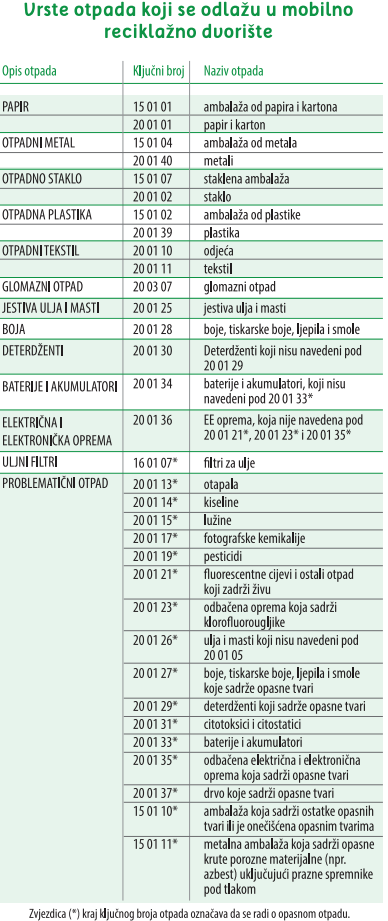 Vrste otpada koji se odlažu u mobilno
reciklažno dvorište
Opis otpada Ključni broj Naziv otpada
PAPIR 15 01 01 ambalaža od papira i kartona
20 01 01 papir i karton
OTPADNI METAL 15 01 04 ambalaža od metala
20 01 40 metali
OTPADNO STAKLO 15 01 07 staklena ambalaža
20 01 02 staklo
OTPADNA PLASTIKA 15 01 02 ambalaža od plastike
20 01 39 plastika
OTPADNI TEKSTIL 20 01 10 odjeća
20 01 11 tekstil
GLOMAZNI OTPAD 20 03 07 glomazni otpad
JESTIVA ULJA I MASTI 20 01 25 jestiva ulja i masti
BOJA 20 01 28 boje, tiskarske boje, ljepila i smole
DETERDŽENTI 20 01 30 Deterdženti koji nisu navedeni pod
20 01 29
BATERIJE I AKUMULATORI 20 01 34 baterije i akumulatori, koji nisu
navedeni pod 20 01 33*
ELEKTRIČNA I 20 01 36 EE oprema, koja nije navedena pod
ELEKTRONIČKA OPREMA 20 01 21*, 20 01 23* i 20 01 35*
ULJNI FILTRI 16 01 07* filtri za ulje
PROBLEMATIČNI OTPAD 20 01 13* otapala
20 01 14* kiseline
20 01 15* lužine
20 01 17* fotografske kemikalije
20 01 19* pesticidi
20 01 21* fluorescentne cijevi i ostali otpad
koji zadrži živu
20 01 23* odbačena oprema koja sadrži
klorofluorougljike
20 01 26* ulja i masti koji nisu navedeni pod
20 01 05
20 01 27* boje, tiskarske boje, ljepila i smole
koje sadrže opasne tvari
20 01 29* deterdženti koji sadrže opasne tvari
20 01 31* citotoksici i citostatici
20 01 33* baterije i akumulatori
20 01 35* odbačena električna i elektronična
oprema koja sadrži opasne tvari
20 01 37* drvo koje sadrži opasne tvari
15 01 10* ambalaža koja sadrži ostatke opasnih
tvari ili je onečišćena opasnim tvarima
15 01 11* metalna ambalaža koja sadrži opasne
krute porozne materijalne (npr.
azbest) uključujući prazne spremnike
pod tlakom
Zvjezdica (*) kraj ključnog broja otpada označava da se radi o opasnom otpadu.